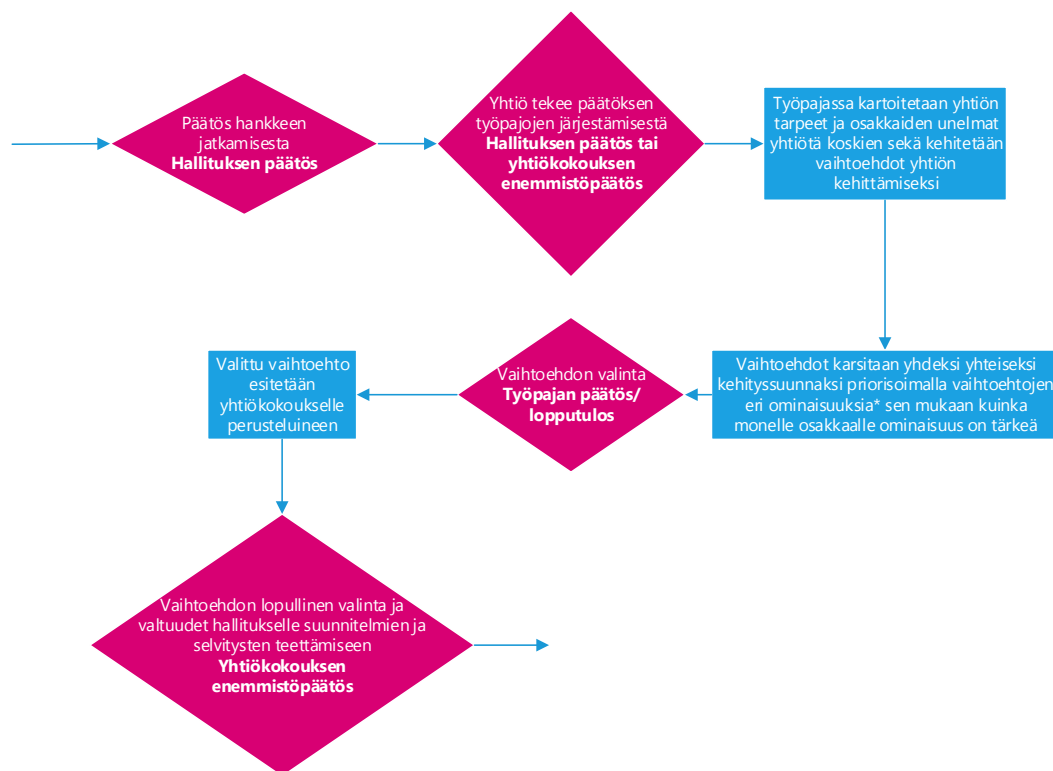 Päätös hankkeen
jatkamisesta
Hallituksen päätös
Yhtiö tekee päätöksen
työpajojen järjestämisestä
Hallituksen päätös tai
yhtiökokouksen
enemmistöpäätös
Työpajassa kartoitetaan yhtiön
tarpeet ja osakkaiden unelmat
yhtiötä koskien sekä kehitetään
vaihtoehdot yhtiön
kehittämiseksi
Vaihtoehdot karsitaan yhdeksi yhteiseksi
kehityssuunnaksi priorisoimalla vaihtoehtojen
eri ominaisuuksia* sen mukaan kuinka
monelle osakkaalle ominaisuus on tärkeä
Vaihtoehdon valinta
Työpajan päätös/
lopputulos
Valittu vaihtoehto
esitetään
yhtiökokoukselle
perusteluineen
Vaihtoehdon lopullinen valinta ja
valtuudet hallitukselle suunnitelmien ja
selvitysten teettämiseen
Yhtiökokouksen
enemmistöpäätös